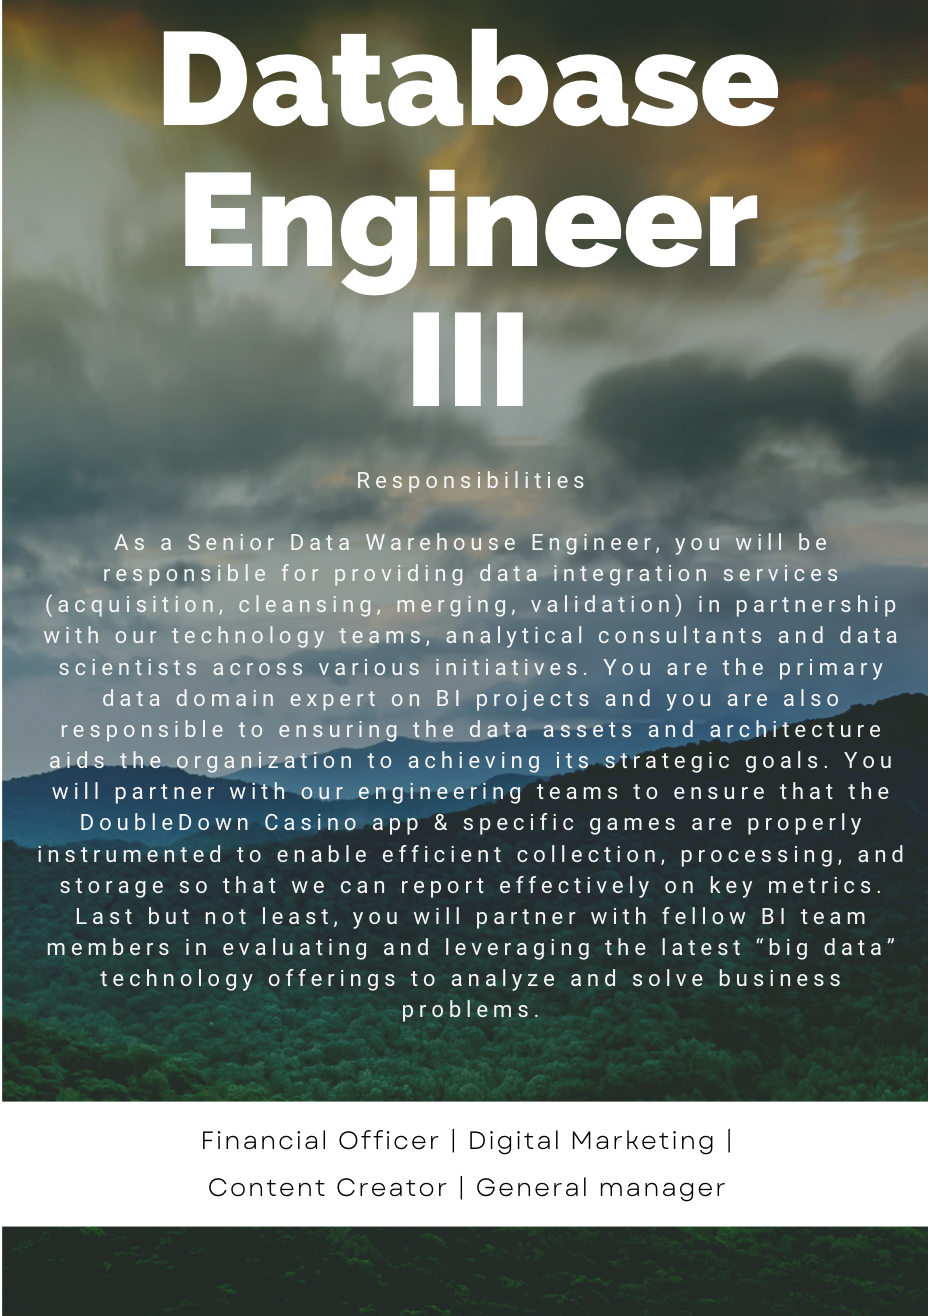 Database
Engineer
III
Responsibilities
As a Senior Data Warehouse Engineer, you will be
responsible for providing data integration services
(acquisition, cleansing, merging, validation) in partnership
with our technology teams, analytical consultants and data
scientists across various initiatives. You are the primary
data domain expert on BI projects and you are also
responsible to ensuring the data assets and architecture
aids the organization to achieving its strategic goals. You
will partner with our engineering teams to ensure that the
DoubleDown Casino app & specific games are properly
instrumented to enable efficient collection, processing, and
storage so that we can report effectively on key metrics.
Last but not least, you will partner with fellow BI team
members in evaluating and leveraging the latest “big data”
technology offerings to analyze and solve business
problems.
Financial Officer | Digital Marketing |
Content Creator | General manager